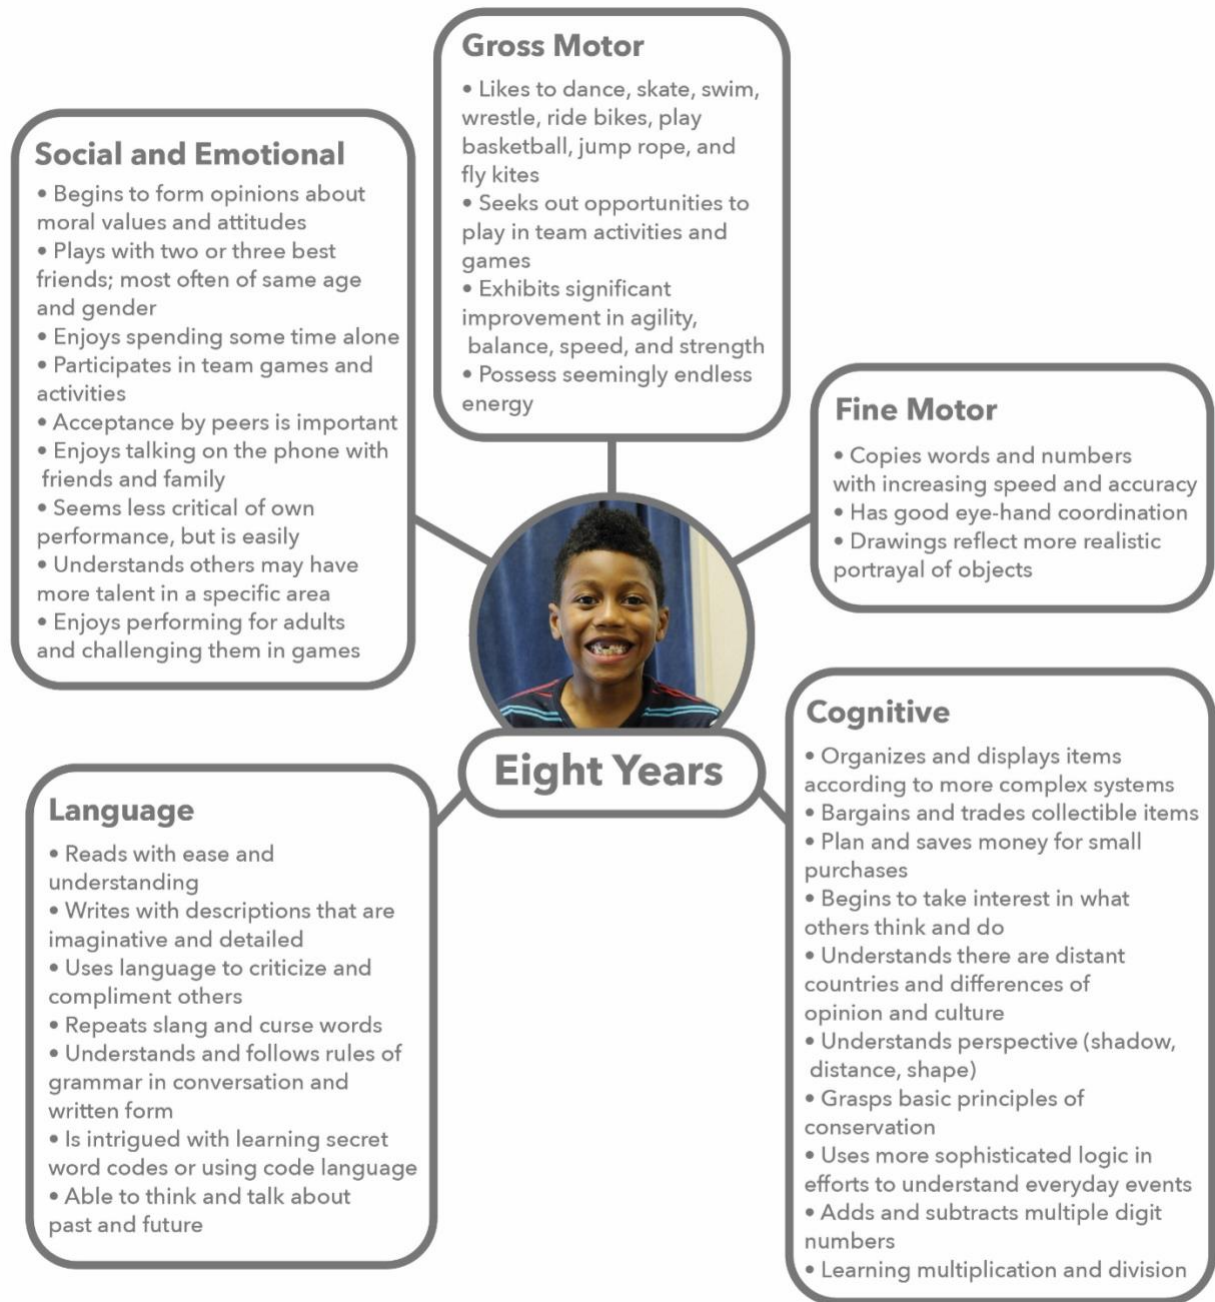 Gross Motor
• Likes to dance, skate, swim,
wrestle, ride bikes, play
basketball, jump rope, and
fly kites
• Seeks out opportunities to
play in team activities and
games
• Exhibits significant
improvement in agility,
balance, speed, and strength
• Possess seemingly endless
energy
Social and Emotional
• Begins to form opinions about
moral values and attitudes
• Plays with two or three best
friends; most often of same age
and gender
• Enjoys spending some time alone
• Participates in team games and
activities
• Acceptance by peers is important
• Enjoys talking on the phone with
friends and family
• Seems less critical of own
performance, but is easily
• Understands others may have
more talent in a specific area
• Enjoys performing for adults
and challenging them in games
Fine Motor
• Copies words and numbers
with increasing speed and accuracy
• Has good eye-hand coordination
• Drawings reflect more realistic
portrayal of objects
Eight Years
Language
• Reads with ease and
understanding
• Writes with descriptions that are
imaginative and detailed
• Uses language to criticize and
compliment others
• Repeats slang and curse words
• Understands and follows rules of
grammar in conversation and
written form
• Is intrigued with learning secret
word codes or using code language
• Able to think and talk about
past and future
Cognitive
• Organizes and displays items
according to more complex systems
• Bargains and trades collectible items
• Plan and saves money for small
purchases
• Begins to take interest in what
others think and do
• Understands there are distant
countries and differences of
opinion and culture
• Understands perspective (shadow,
distance, shape)
• Grasps basic principles of
conservation
• Uses more sophisticated logic in
efforts to understand everyday events
• Adds and subtracts multiple digit
numbers
• Learning multiplication and division